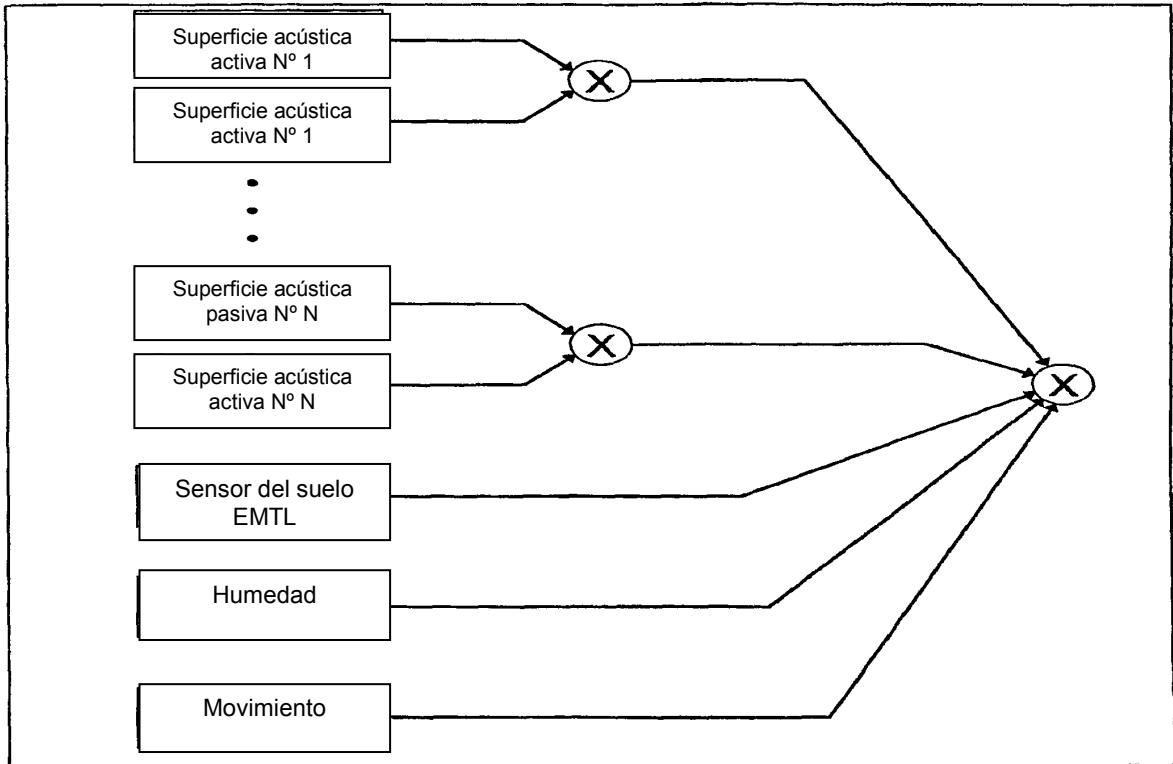 Superficie acústica
activa Nº 1
Superficie acústica
activa Nº 1
Superficie acústica
pasiva Nº N
Superficie acústica
activa Nº N
Sensor del suelo
EMTL
Humedad
Movimiento
X
X
X